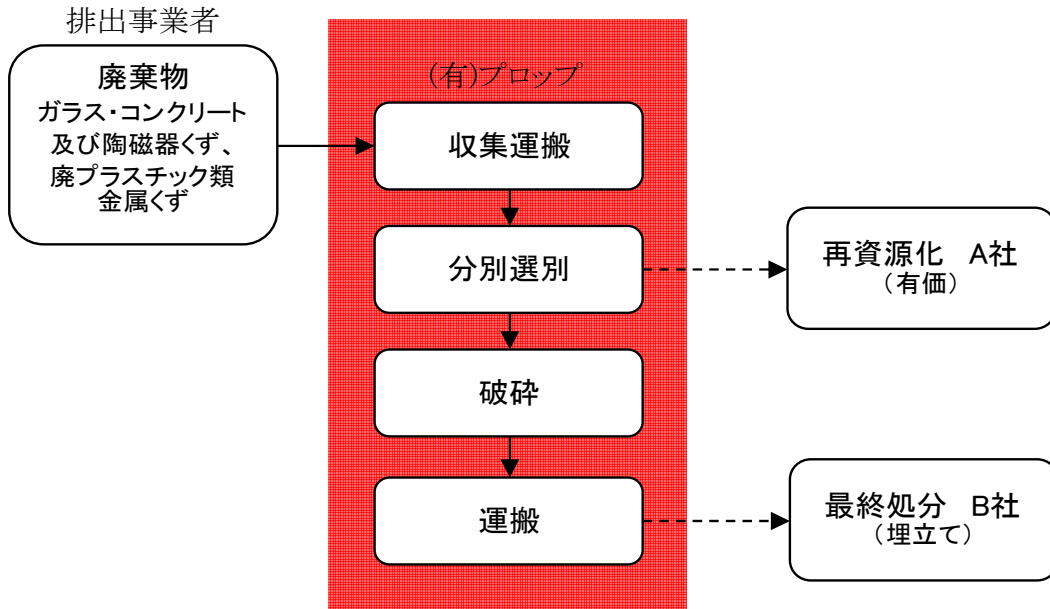 排出事業者
廃棄物
ガラス・コンクリート
及び陶磁器くず、
廃プラスチック類
金属くず
(有)プロップ
収集運搬
分別選別
破砕
運搬
再資源化　A社
（有価）
最終処分　B社
（埋立て）